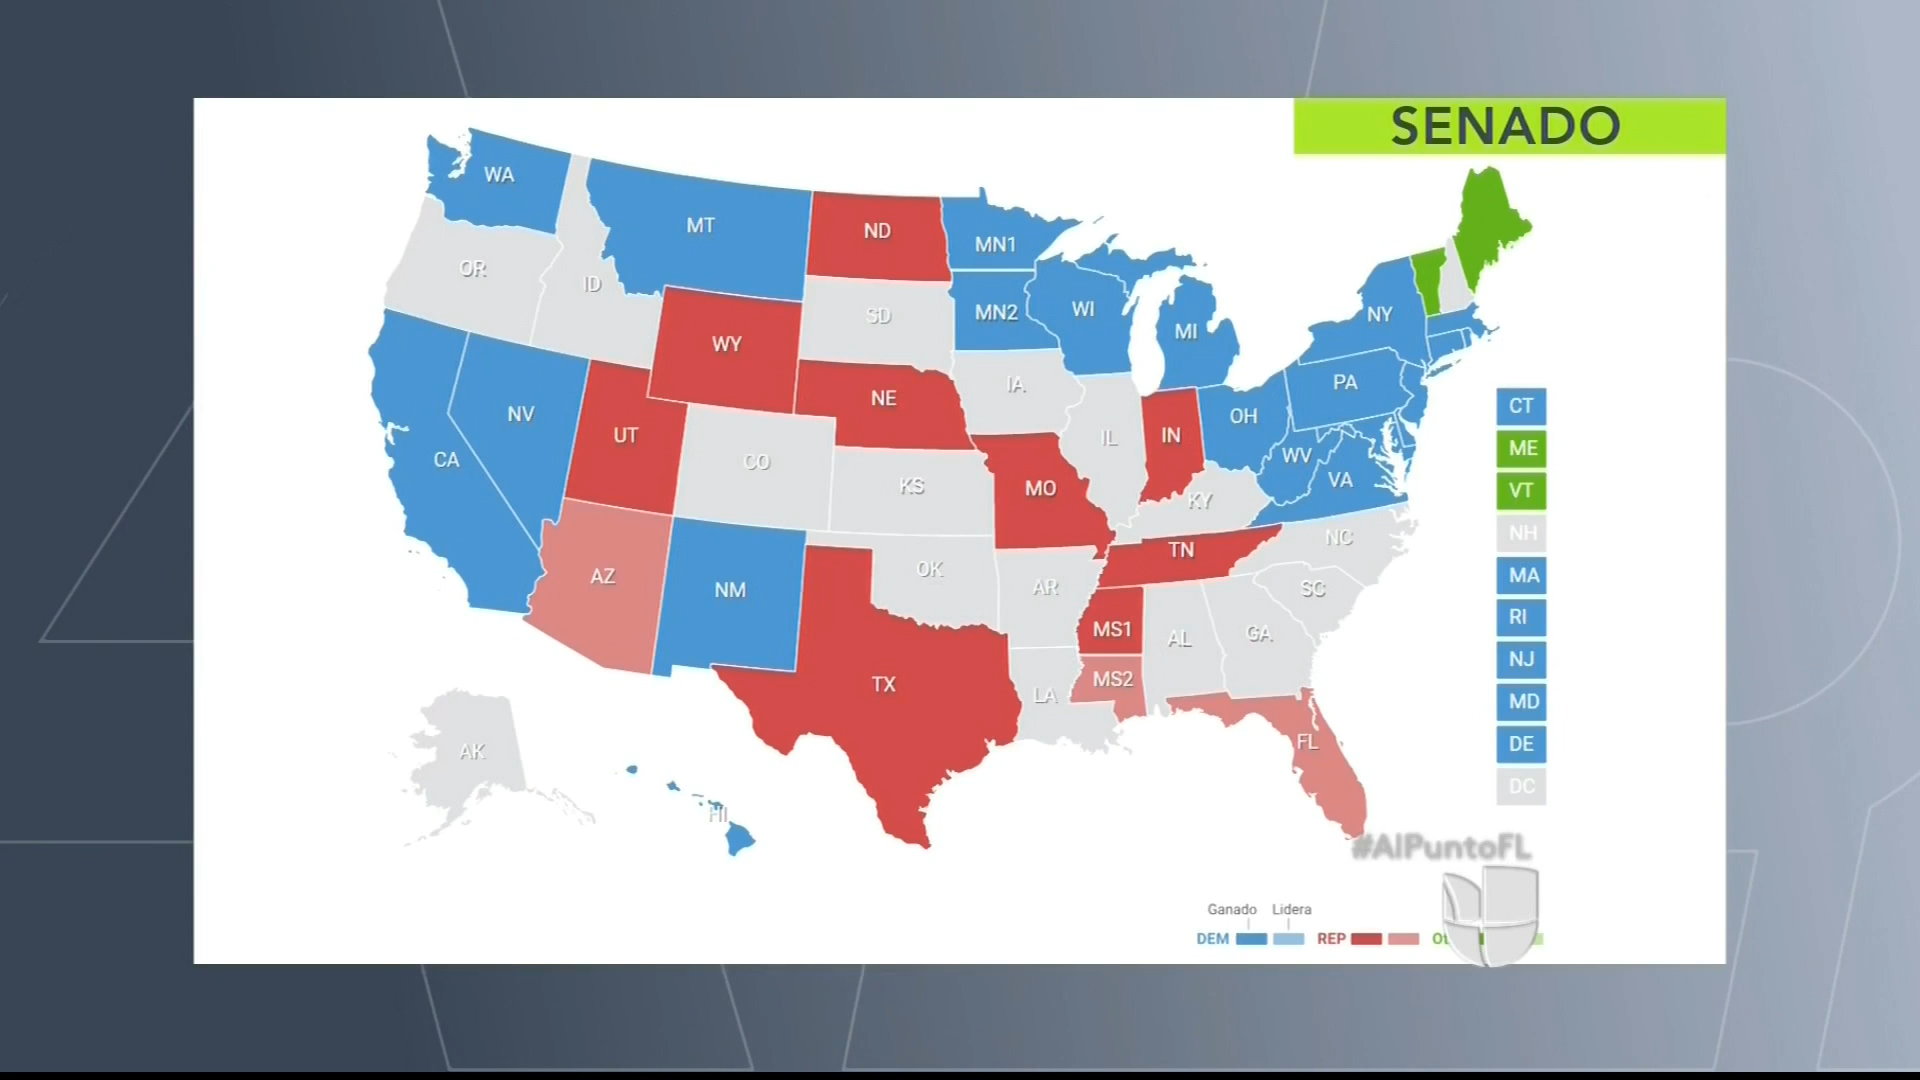 SENADO
WA
MT
ND
MN1
OR
ID
SD
MN2
WI
MI
NY
WY
NE
IA
PA
NV
UT
CO
CA
KS
MO
IL
IN
OH
WV
VA
KY
TN
NC
AZ
NM
OK
AR
SC
MS1
AL
GA
TX
LA
MS2
FL
AK
HI
CT
ME
VT
NH
MA
RI
NJ
MD
DE
DC
#AlPuntoFL
Ganado Lidera
DEM REP